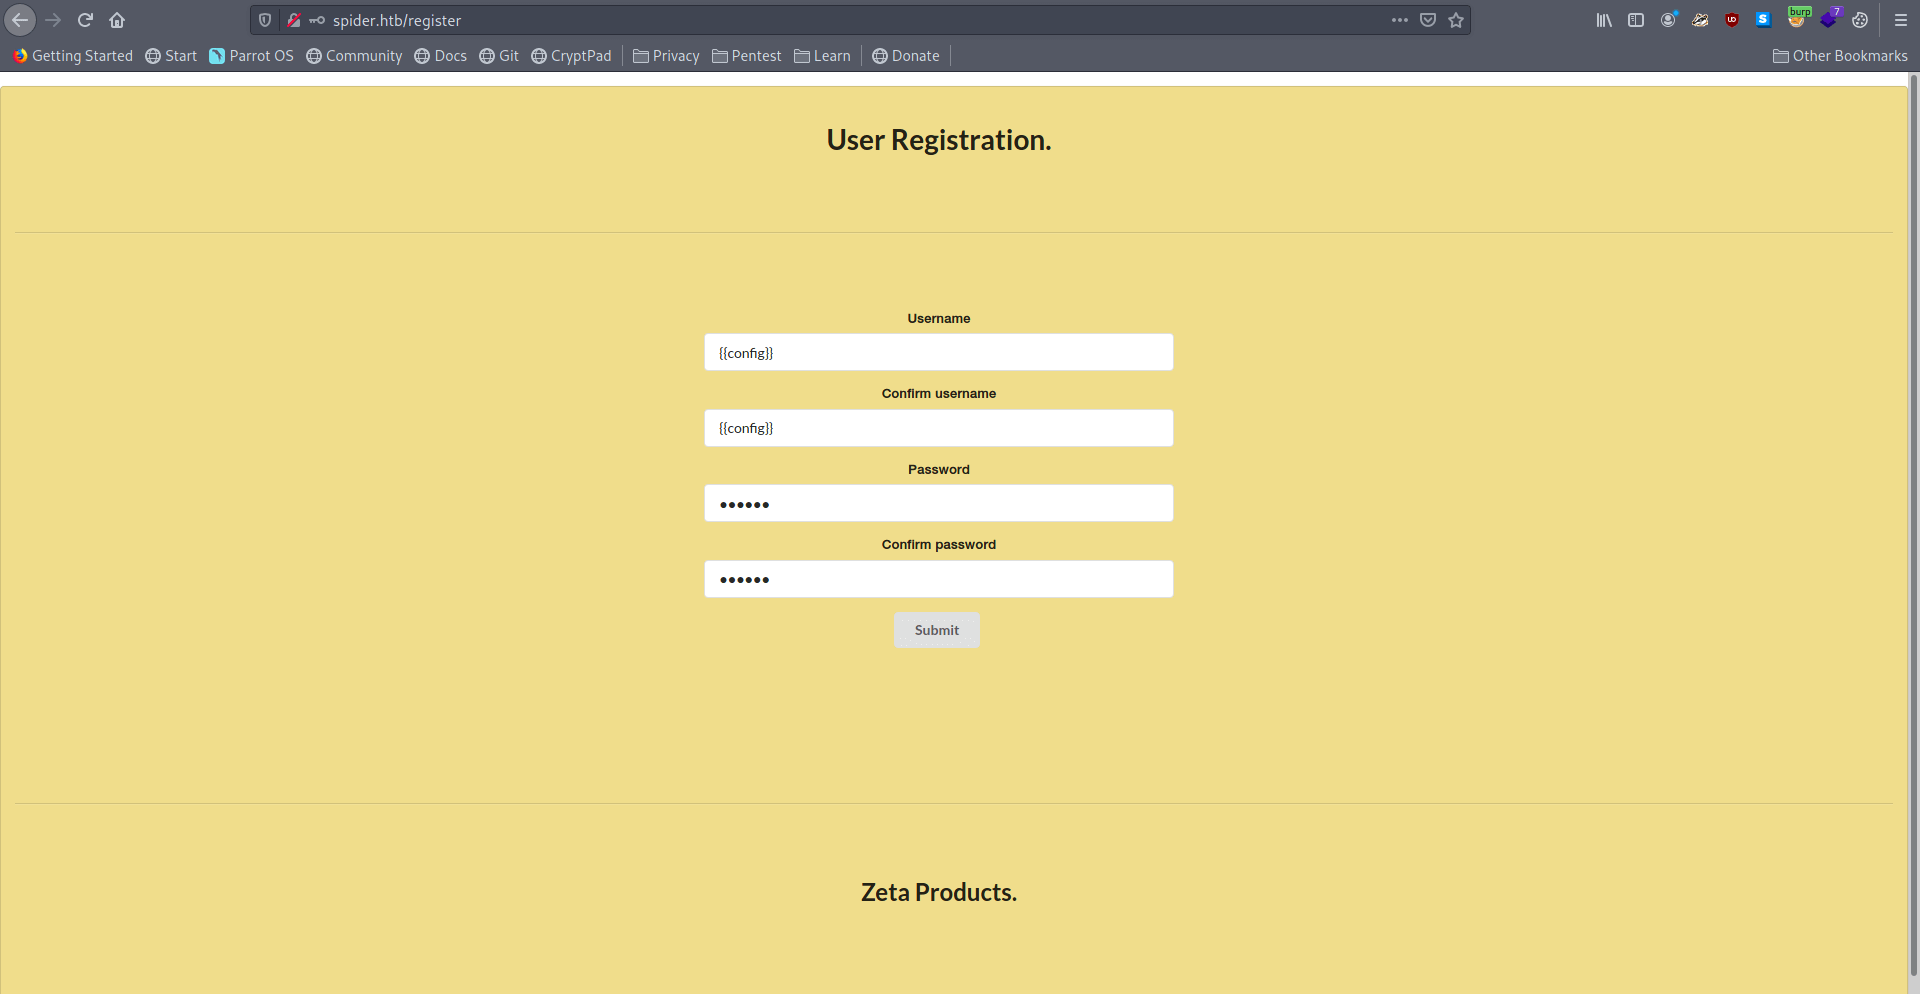 spider.htb/register
burp
7
Getting Started Start Parrot OS Community Docs Git CryptPad Privacy Pentest Learn Donate Other Bookmarks
User Registration.
Username
{{config}}
Confirm username
{{config}}
Password
••••••
Confirm password
••••••
Submit
Zeta Products.